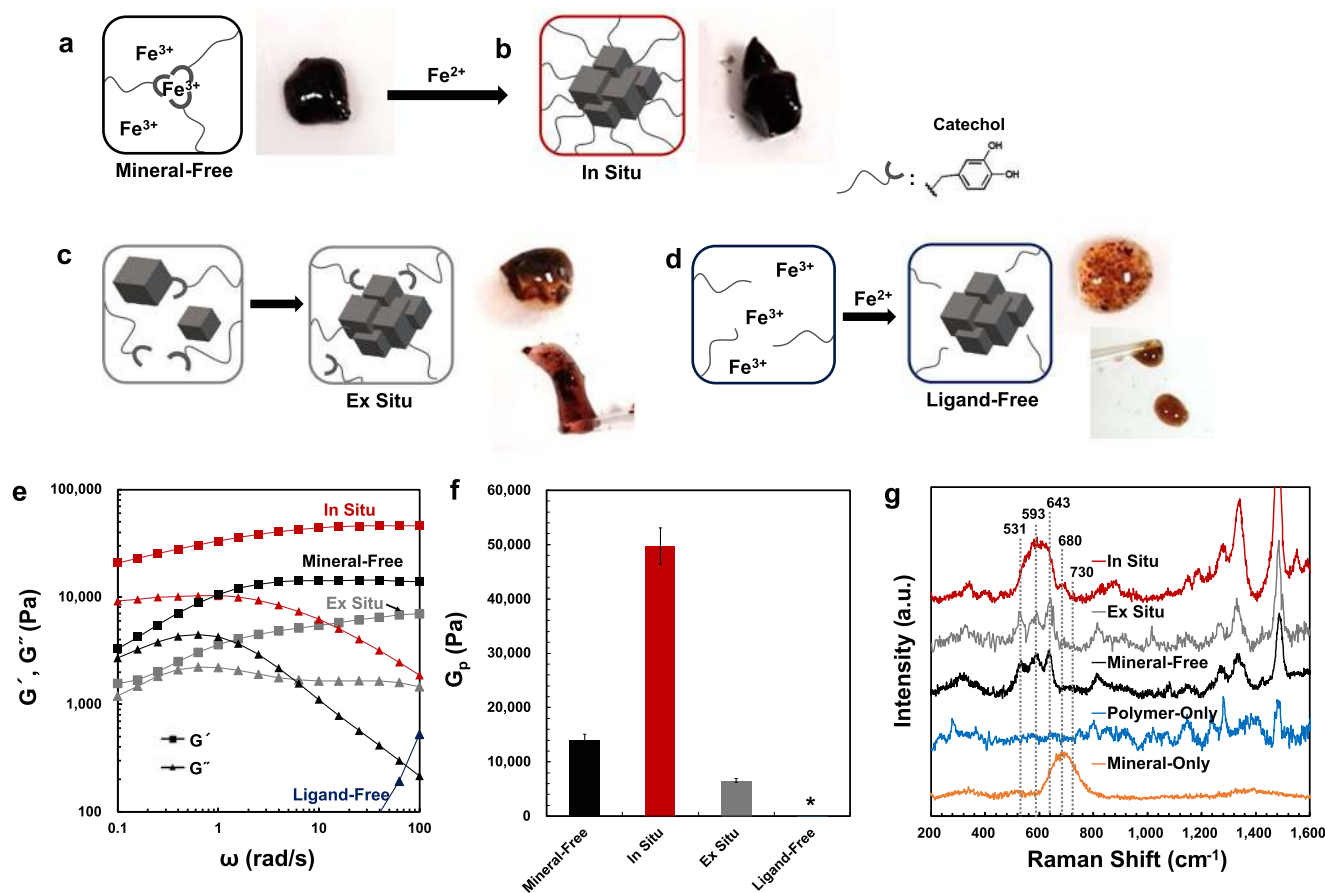 a
Fe³⁺
Fe³⁺
Fe³⁺
Mineral-Free
Fe²⁺
b
In Situ
Catechol
:
OH
OH
c
Ex Situ
d
Fe³⁺
Fe³⁺
Fe³⁺
Fe²⁺
Ligand-Free
e
100,000
10,000
1,000
100
G´, G˝ (Pa)
In Situ
Mineral-Free
Ex Situ
G´
G˝
Ligand-Free
0.1
1
10
100
ω (rad/s)
f
60,000
50,000
40,000
30,000
20,000
10,000
0
Gₚ (Pa)
*
Mineral-Free
In Situ
Ex Situ
Ligand-Free
g
531
593
643
680
730
In Situ
Ex Situ
Mineral-Free
Polymer-Only
Mineral-Only
Intensity (a.u.)
200
400
600
800
1,000
1,200
1,400
1,600
Raman Shift (cm⁻¹)